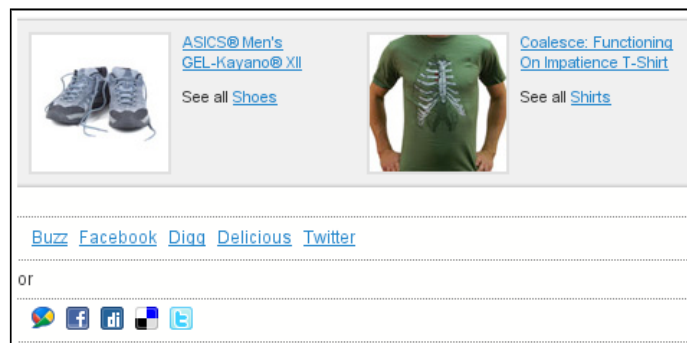 ASICS® Men's
GEL-Kayano® XII
See all Shoes
Coalesce: Functioning
On Impatience T-Shirt
See all Shirts
Buzz Facebook Digg Delicious Twitter
or
f di t